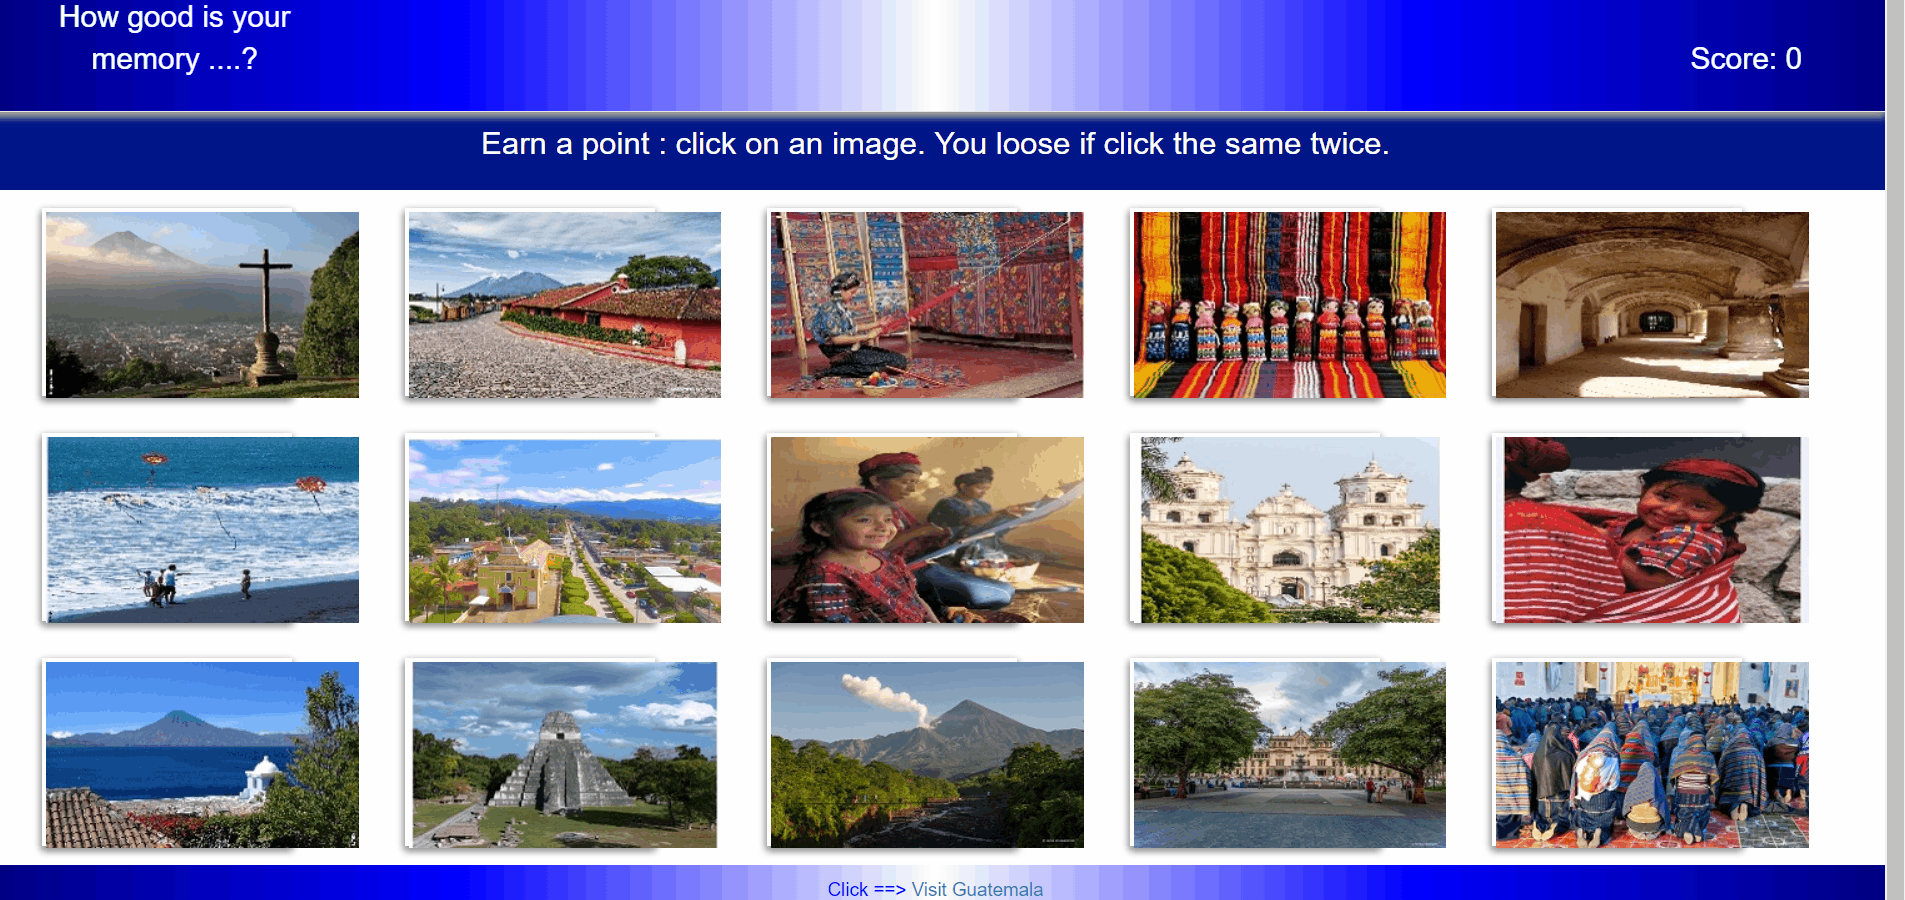 How good is your
memory ....?
Score: 0
Earn a point : click on an image. You loose if click the same twice.
Click ==> Visit Guatemala